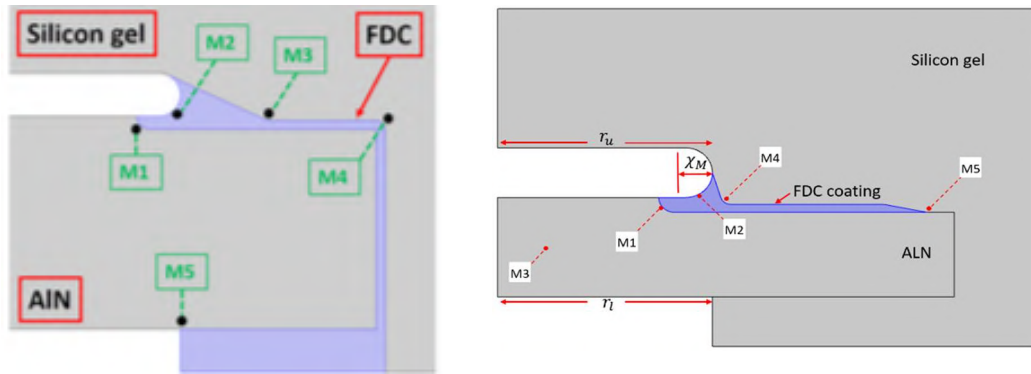 Silicon gel
M2
M3
FDC
M1
M4
M5
AlN
Silicon gel
r_u
χ_M
M4
M5
FDC coating
M1
M2
M3
ALN
r_l